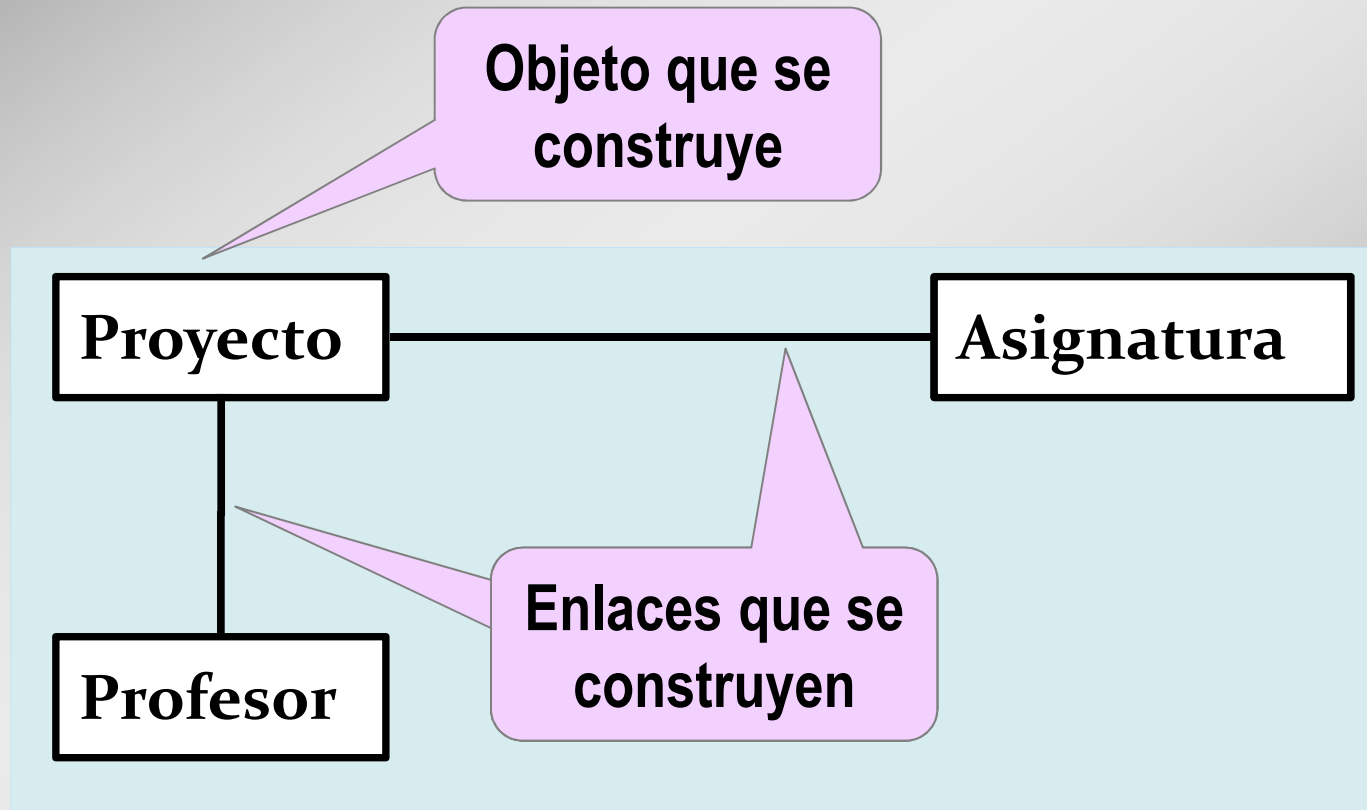 Objeto que se
construye
Proyecto
Asignatura
Enlaces que se
construyen
Profesor